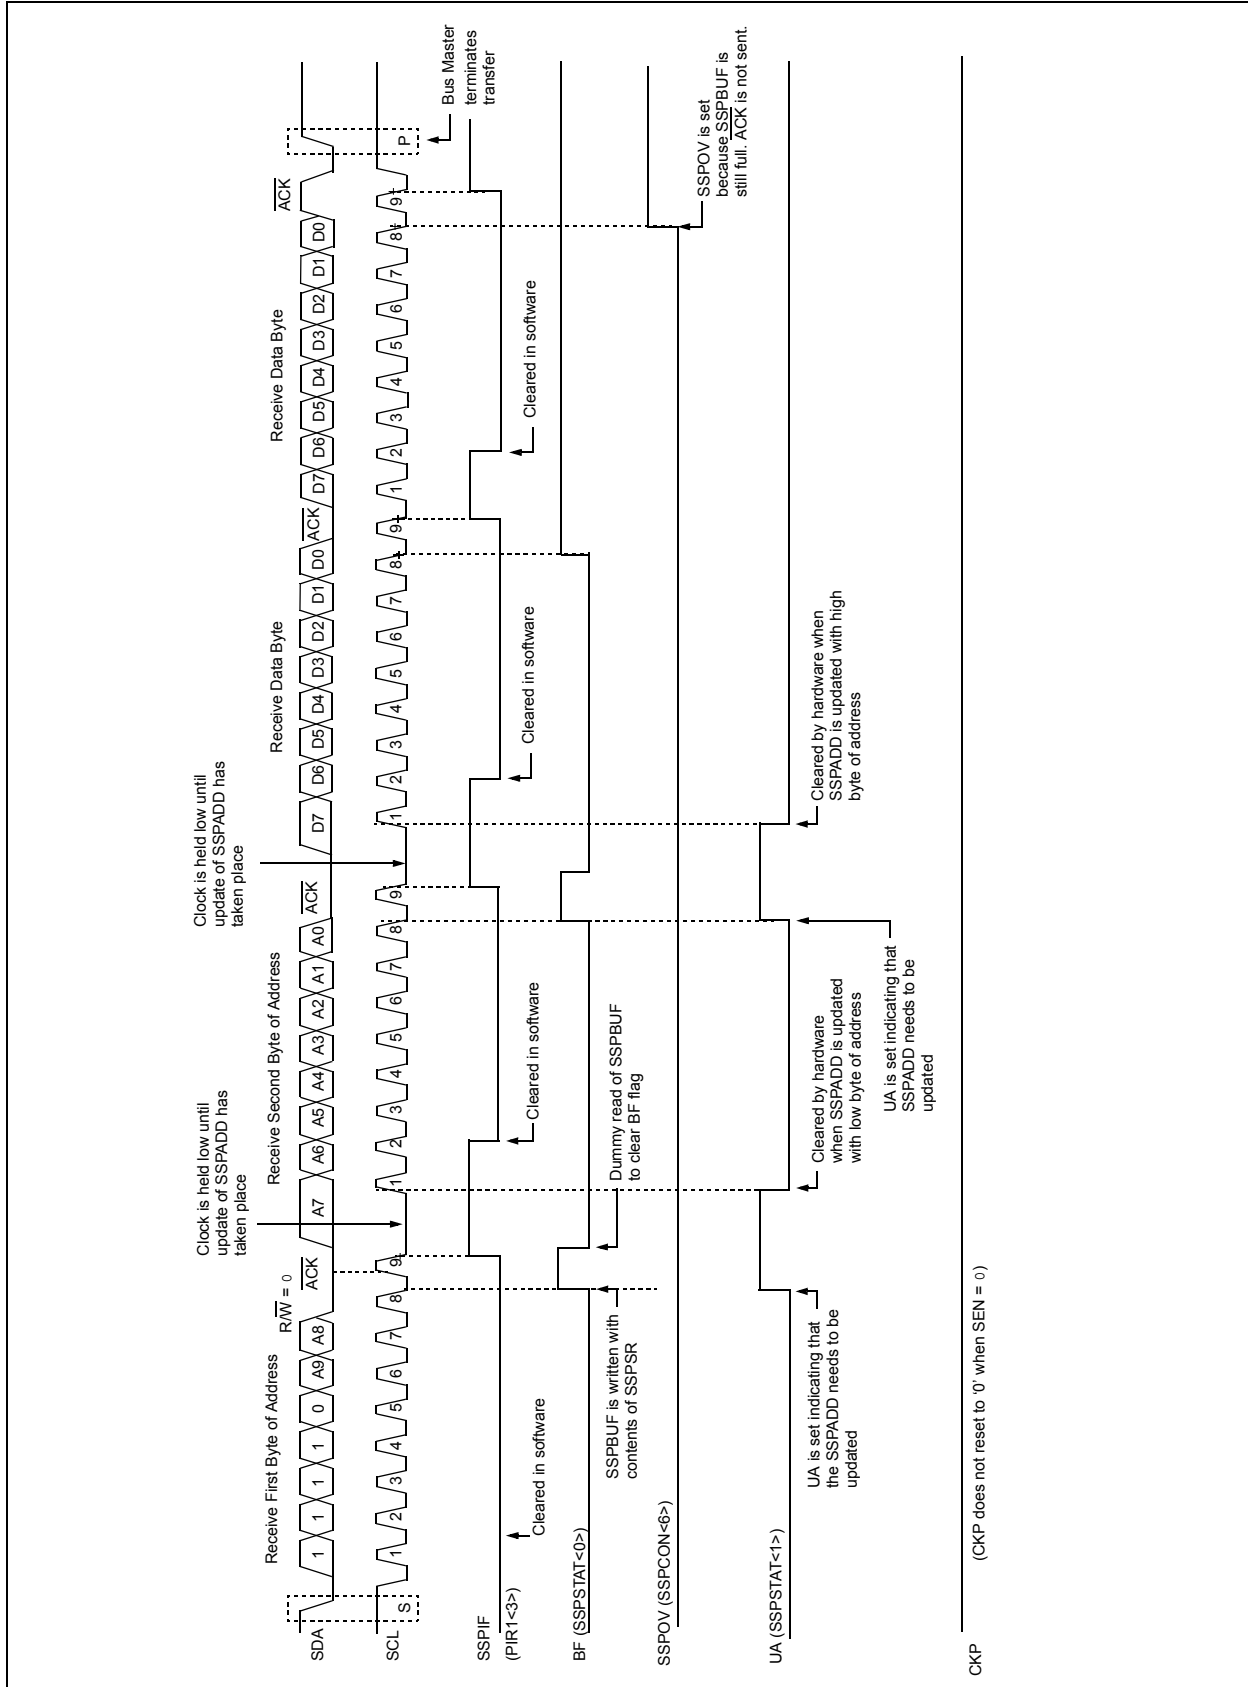 Receive First Byte of Address
R/W = 0
Receive Second Byte of Address
Receive Data Byte
Receive Data Byte
Clock is held low until
update of SSPADD has
taken place
Clock is held low until
update of SSPADD has
taken place
SDA
1 1 1 1 0 A9 A8 ACK A7 A6 A5 A4 A3 A2 A1 A0 ACK D7 D6 D5 D4 D3 D2 D1 D0 ACK D7 D6 D5 D4 D3 D2 D1 D0 ACK
SCL
S 1 2 3 4 5 6 7 8 9 1 2 3 4 5 6 7 8 9 1 2 3 4 5 6 7 8 9 1 2 3 4 5 6 7 8 9 P
Bus Master
terminates
transfer
SSPIF
(PIR1<3>)
Cleared in software
Cleared in software
Cleared in software
Cleared in software
BF (SSPSTAT<0>)
SSPBUF is written with
contents of SSPSR
Dummy read of SSPBUF
to clear BF flag
SSPOV (SSPCON<6>)
SSPOV is set
because SSPBUF is
still full. ACK is not sent.
UA (SSPSTAT<1>)
UA is set indicating that
the SSPADD needs to be
updated
Cleared by hardware
when SSPADD is updated
with low byte of address
UA is set indicating that
SSPADD needs to be
updated
Cleared by hardware when
SSPADD is updated with high
byte of address
CKP
(CKP does not reset to ‘0’ when SEN = 0)